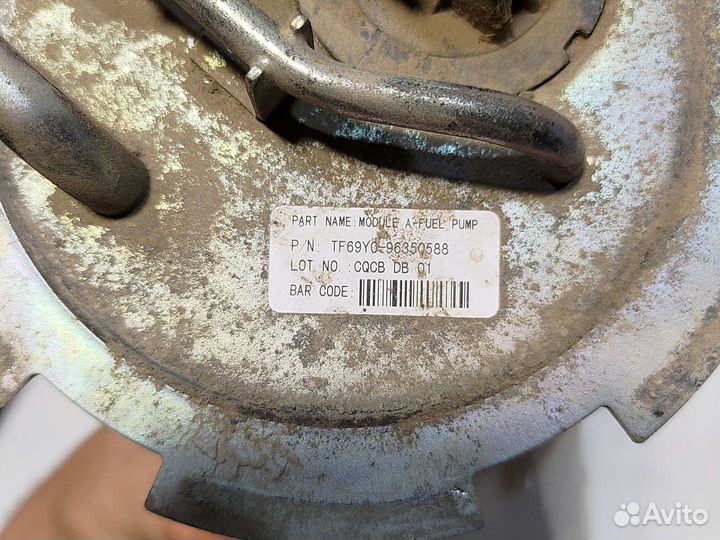 PART NAME:MODULE A-FUEL PUMP
P/N: TF69Y0-96350588
LOT NO.:CQCB DB 01
BAR CODE:
Avito